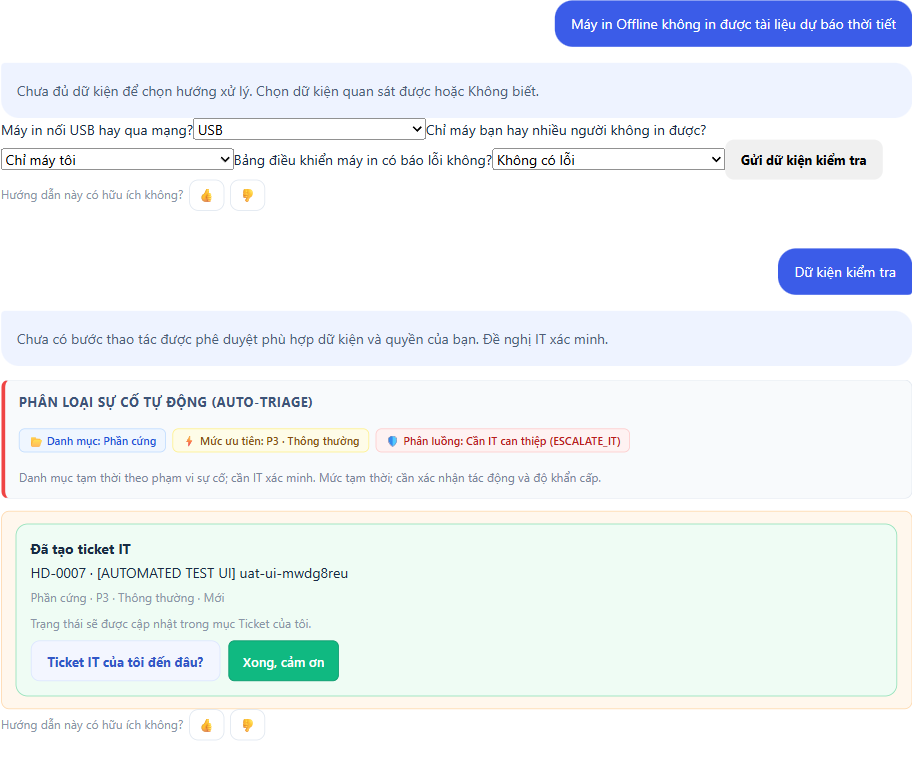 Máy in Offline không in được tài liệu dự báo thời tiết
Chưa đủ dữ kiện để chọn hướng xử lý. Chọn dữ kiện quan sát được hoặc Không biết.
Máy in nối USB hay qua mạng? USB Chỉ máy bạn hay nhiều người không in được?
Chỉ máy tôi Bảng điều khiển máy in có báo lỗi không? Không có lỗi Gửi dữ kiện kiểm tra
Hướng dẫn này có hữu ích không?
Dữ kiện kiểm tra
Chưa có bước thao tác được phê duyệt phù hợp dữ kiện và quyền của bạn. Đề nghị IT xác minh.
PHÂN LOẠI SỰ CỐ TỰ ĐỘNG (AUTO-TRIAGE)
Danh mục: Phần cứng Mức ưu tiên: P3 · Thông thường Phân luồng: Cần IT can thiệp (ESCALATE_IT)
Danh mục tạm thời theo phạm vi sự cố; cần IT xác minh. Mức tạm thời; cần xác nhận tác động và độ khẩn cấp.
Đã tạo ticket IT
HD-0007 · [AUTOMATED TEST UI] uat-ui-mwdg8reu
Phần cứng · P3 · Thông thường · Mới
Trạng thái sẽ được cập nhật trong mục Ticket của tôi.
Ticket IT của tôi đến đâu? Xong, cảm ơn
Hướng dẫn này có hữu ích không?